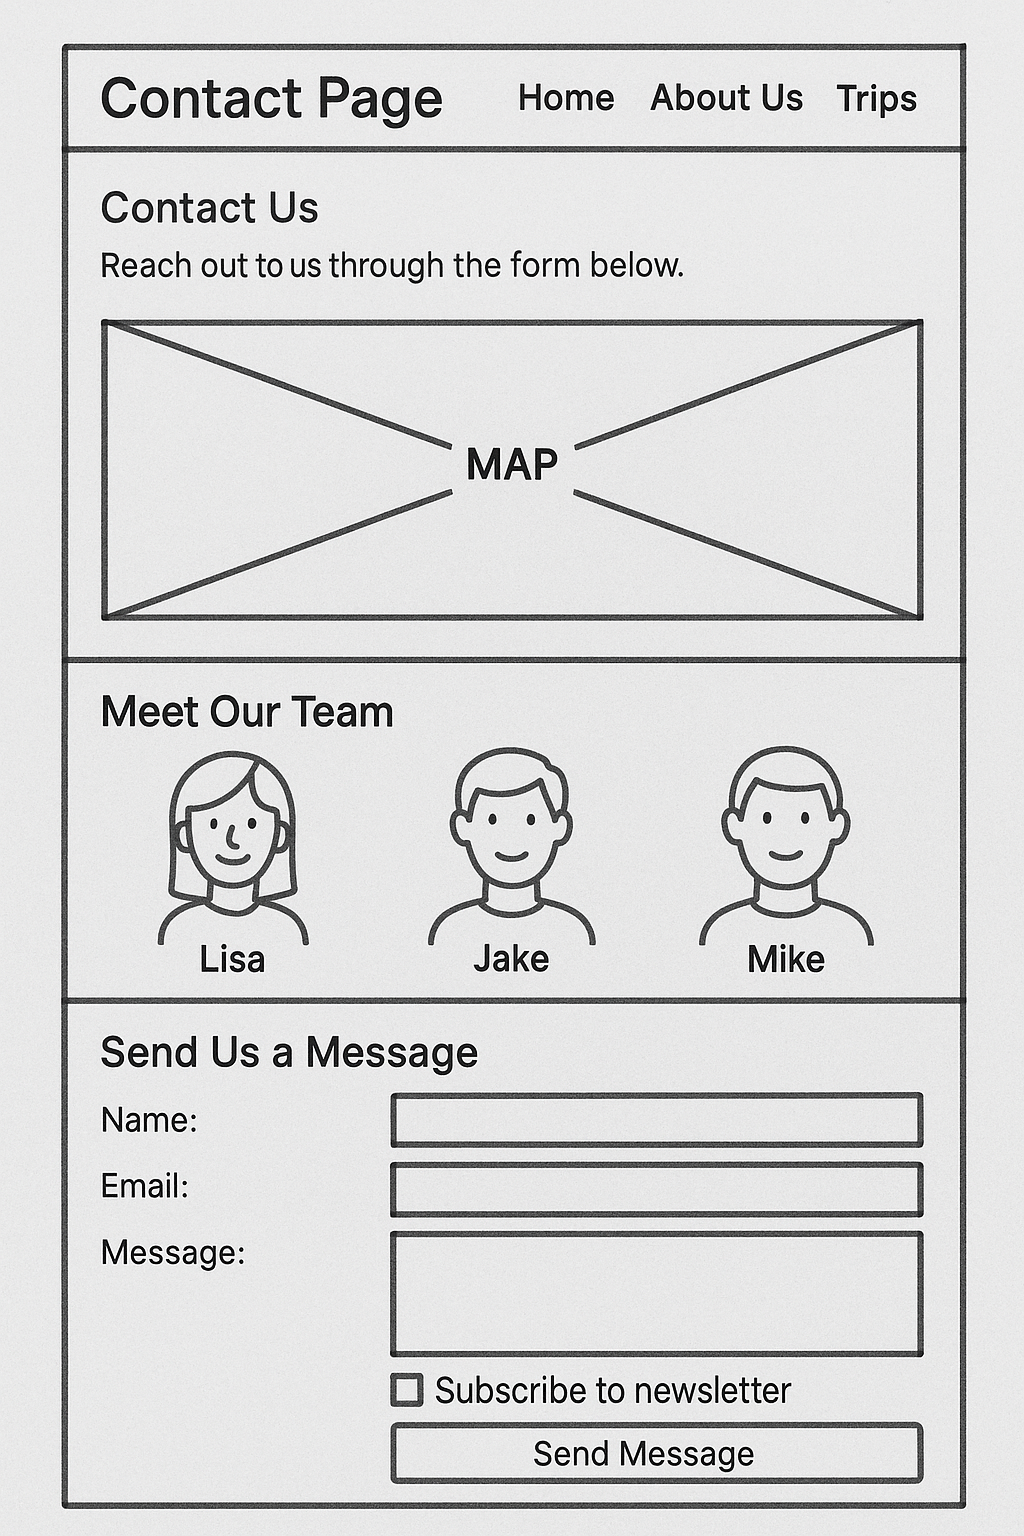 Contact Page Home About Us Trips
Contact Us
Reach out to us through the form below.
MAP
Meet Our Team
Lisa Jake Mike
Send Us a Message
Name:
Email:
Message:
Subscribe to newsletter
Send Message